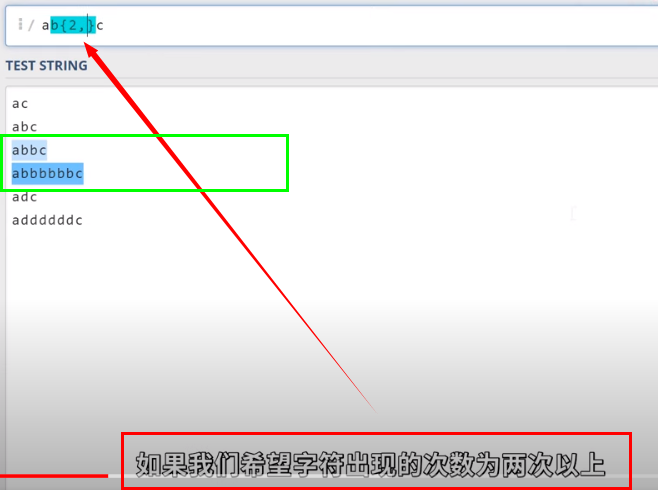 / ab{2,}c
TEST STRING
ac
abc
abbc
abbbbbbc
adc
addddddc
如果我们希望字符出现的次数为两次以上